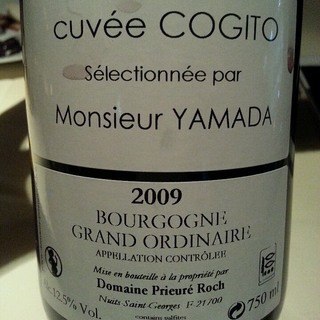 cuvée COGITO
Sélectionnée par
Monsieur YAMADA
2009
BOURGOGNE
GRAND ORDINAIRE
APPELLATION CONTRÔLÉE
Mise en bouteille à la propriété par
Domaine Prieuré Roch
12.5% Vol.
Nuits-Saint-Georges F-21700
750 ml
contains sulfites